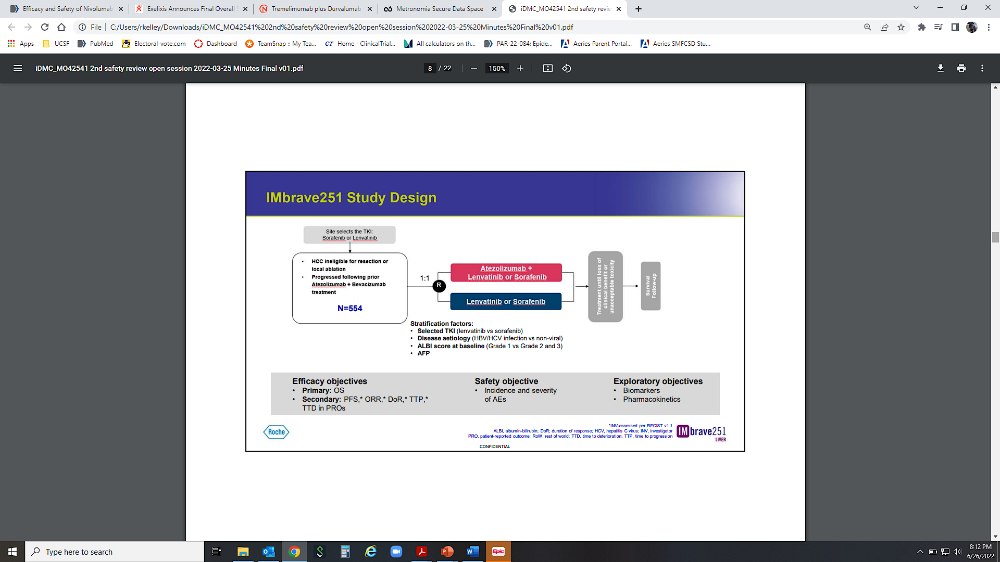 Efficacy and Safety of Nivolumab
Exelixis Announces Final Overall S
Tremelimumab plus Durvalumab
Metronomia Secure Data Space
iDMC_MO42541 2nd safety revie
File
C:/Users/rkelley/Downloads/iDMC_MO42541%202nd%20safety%20review%20open%20session%202022-03-25%20Minutes%20Final%20v01.pdf
Apps
UCSF
PubMed
Electoral-vote.com
Dashboard
TeamSnap :: My Tea...
CT
Home - ClinicalTrial...
All calculators on th...
PAR-22-084: Epide...
Aeries Parent Portal...
Aeries SMFCSD Stu...
iDMC_MO42541 2nd safety review open session 2022-03-25 Minutes Final v01.pdf
8 / 22
150%
IMbrave251 Study Design
Site selects the TKI:
Sorafenib or Lenvatinib
• HCC ineligible for resection or
local ablation
• Progressed following prior
Atezolizumab + Bevacizumab
treatment
N=554
1:1
R
Atezolizumab +
Lenvatinib or Sorafenib
Lenvatinib or Sorafenib
Treatment until loss of
clinical benefit or
unacceptable toxicity
Survival
Follow-up
Stratification factors:
• Selected TKI (lenvatinib vs sorafenib)
• Disease aetiology (HBV/HCV infection vs non-viral)
• ALBI score at baseline (Grade 1 vs Grade 2 and 3)
• AFP
Efficacy objectives
• Primary: OS
• Secondary: PFS,* ORR,* DoR,* TTP,*
TTD in PROs
Safety objective
• Incidence and severity
of AEs
Exploratory objectives
• Biomarkers
• Pharmacokinetics
Roche
*INV-assessed per RECIST v1.1
ALBI, albumin-bilirubin; DoR; duration of response; HCV, hepatitis C virus; INV, investigator
PRO, patient-reported outcome; RoW, rest of world; TTD, time to deterioration; TTP, time to progression
IMbrave251
LIVER
CONFIDENTIAL
Type here to search
Epic
8:12 PM
6/26/2022